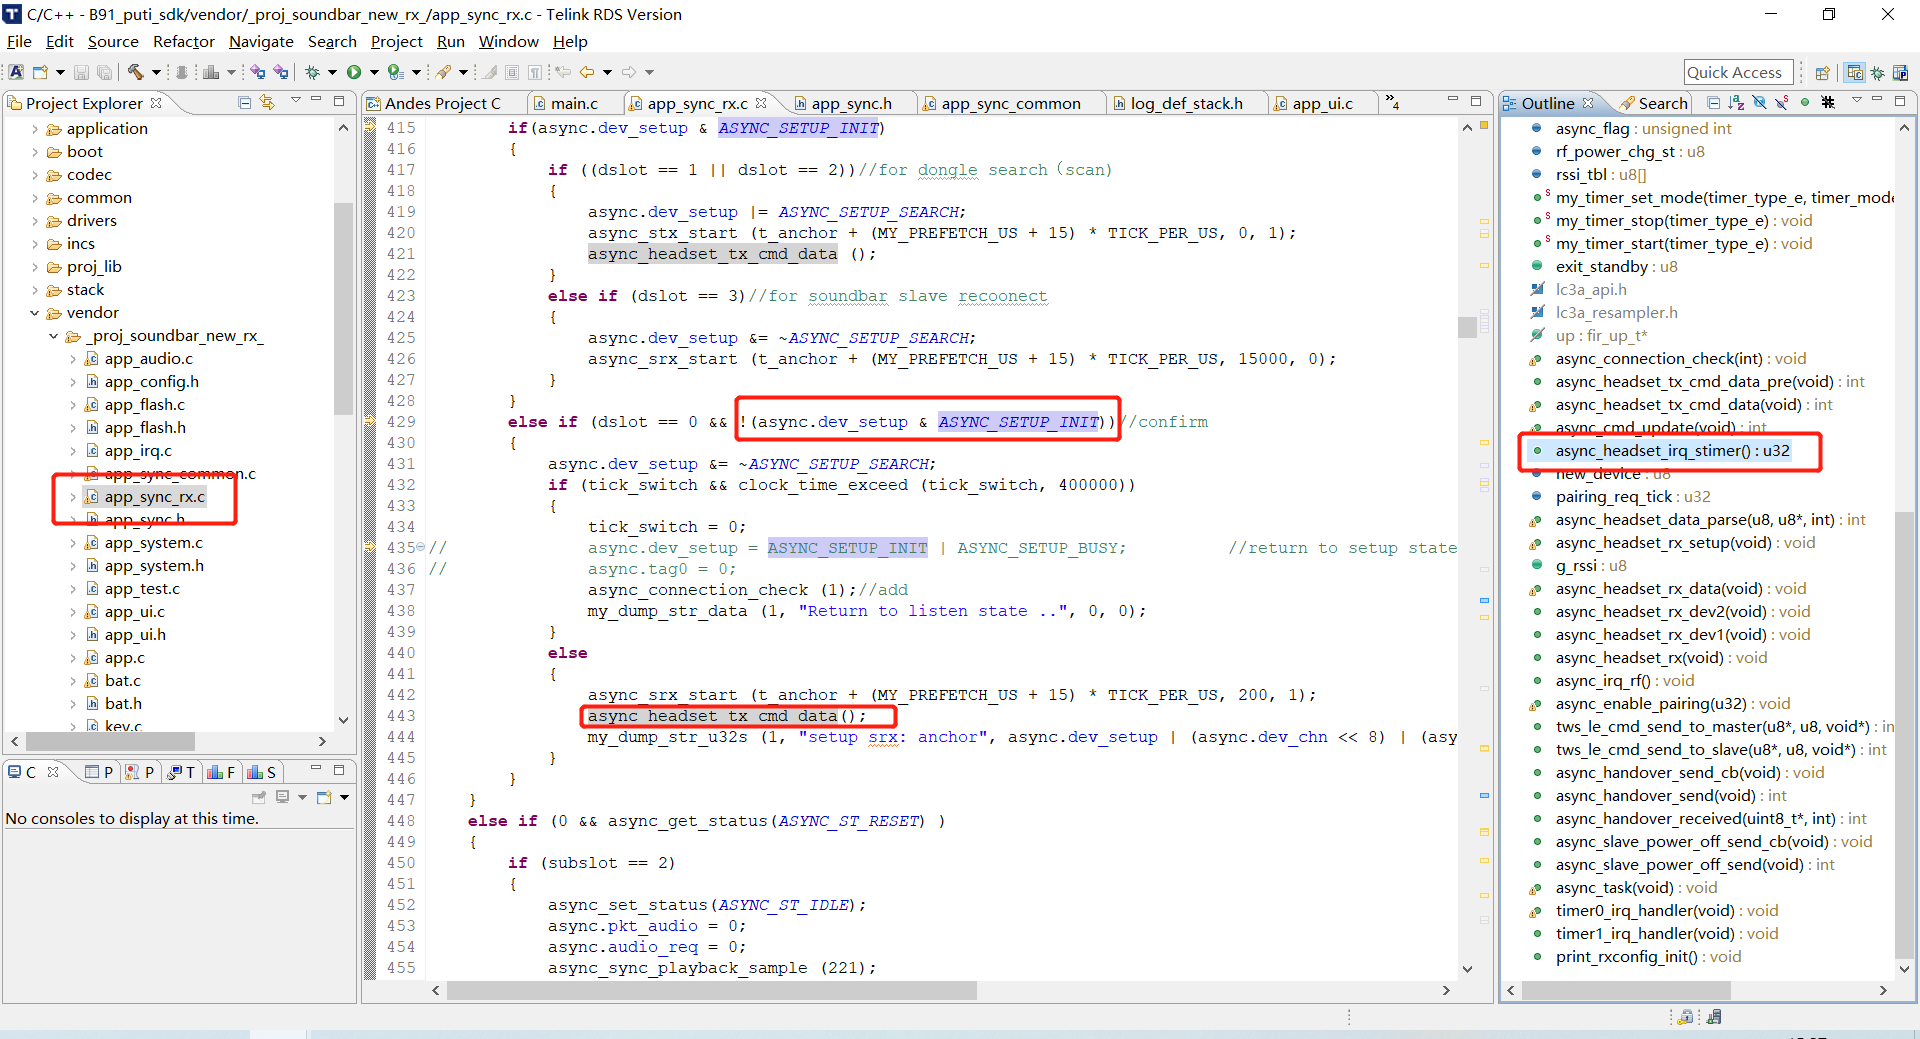 C/C++ - B91_puti_sdk/vendor/_proj_soundbar_new_rx_/app_sync_rx.c - Telink RDS Version
File Edit Source Refactor Navigate Search Project Run Window Help
Quick Access
Project Explorer
application
boot
codec
common
drivers
incs
proj_lib
stack
vendor
_proj_soundbar_new_rx_
app_audio.c
app_config.h
app_flash.c
app_flash.h
app_irq.c
app_sync_common.c
app_sync_rx.c
app_sync.h
app_system.c
app_system.h
app_test.c
app_ui.c
app_ui.h
app.c
bat.c
bat.h
key.c
C P P T F S
No consoles to display at this time.
Andes Project C main.c app_sync_rx.c app_sync.h app_sync_common log_def_stack.h app_ui.c »4
415 if(async.dev_setup & ASYNC_SETUP_INIT)
416 {
417 if ((dslot == 1 || dslot == 2))//for dongle search（scan)
418 {
419 async.dev_setup |= ASYNC_SETUP_SEARCH;
420 async_stx_start (t_anchor + (MY_PREFETCH_US + 15) * TICK_PER_US, 0, 1);
421 async_headset_tx_cmd_data ();
422 }
423 else if (dslot == 3)//for soundbar slave recoonect
424 {
425 async.dev_setup &= ~ASYNC_SETUP_SEARCH;
426 async_srx_start (t_anchor + (MY_PREFETCH_US + 15) * TICK_PER_US, 15000, 0);
427 }
428 }
429 else if (dslot == 0 && !(async.dev_setup & ASYNC_SETUP_INIT))//confirm
430 {
431 async.dev_setup &= ~ASYNC_SETUP_SEARCH;
432 if (tick_switch && clock_time_exceed (tick_switch, 400000))
433 {
434 tick_switch = 0;
435 // async.dev_setup = ASYNC_SETUP_INIT | ASYNC_SETUP_BUSY; //return to setup state
436 // async.tag0 = 0;
437 async_connection_check (1);//add
438 my_dump_str_data (1, "Return to listen state ..", 0, 0);
439 }
440 else
441 {
442 async_srx_start (t_anchor + (MY_PREFETCH_US + 15) * TICK_PER_US, 200, 1);
443 async_headset_tx_cmd_data();
444 my_dump_str_u32s (1, "setup srx: anchor", async.dev_setup | (async.dev_chn << 8) | (asy
445 }
446 }
447 }
448 else if (0 && async_get_status(ASYNC_ST_RESET) )
449 {
450 if (subslot == 2)
451 {
452 async_set_status(ASYNC_ST_IDLE);
453 async.pkt_audio = 0;
454 async.audio_req = 0;
455 async_sync_playback_sample (221);
Outline Search
async_flag : unsigned int
rf_power_chg_st : u8
rssi_tbl : u8[]
my_timer_set_mode(timer_type_e, timer_mode
my_timer_stop(timer_type_e) : void
my_timer_start(timer_type_e) : void
exit_standby : u8
lc3a_api.h
lc3a_resampler.h
up : fir_up_t*
async_connection_check(int) : void
async_headset_tx_cmd_data_pre(void) : int
async_headset_tx_cmd_data(void) : int
async_cmd_update(void) : int
async_headset_irq_stimer() : u32
new_device : u8
pairing_req_tick : u32
async_headset_data_parse(u8, u8*, int) : int
async_headset_rx_setup(void) : void
g_rssi : u8
async_headset_rx_data(void) : void
async_headset_rx_dev2(void) : void
async_headset_rx_dev1(void) : void
async_headset_rx(void) : void
async_irq_rf() : void
async_enable_pairing(u32) : void
tws_le_cmd_send_to_master(u8*, u8, void*) : in
tws_le_cmd_send_to_slave(u8*, u8, void*) : in
async_handover_send_cb(void) : void
async_handover_send(void) : int
async_handover_received(uint8_t*, int) : int
async_slave_power_off_send_cb(void) : void
async_slave_power_off_send(void) : int
async_task(void) : void
timer0_irq_handler(void) : void
timer1_irq_handler(void) : void
print_rxconfig_init() : void